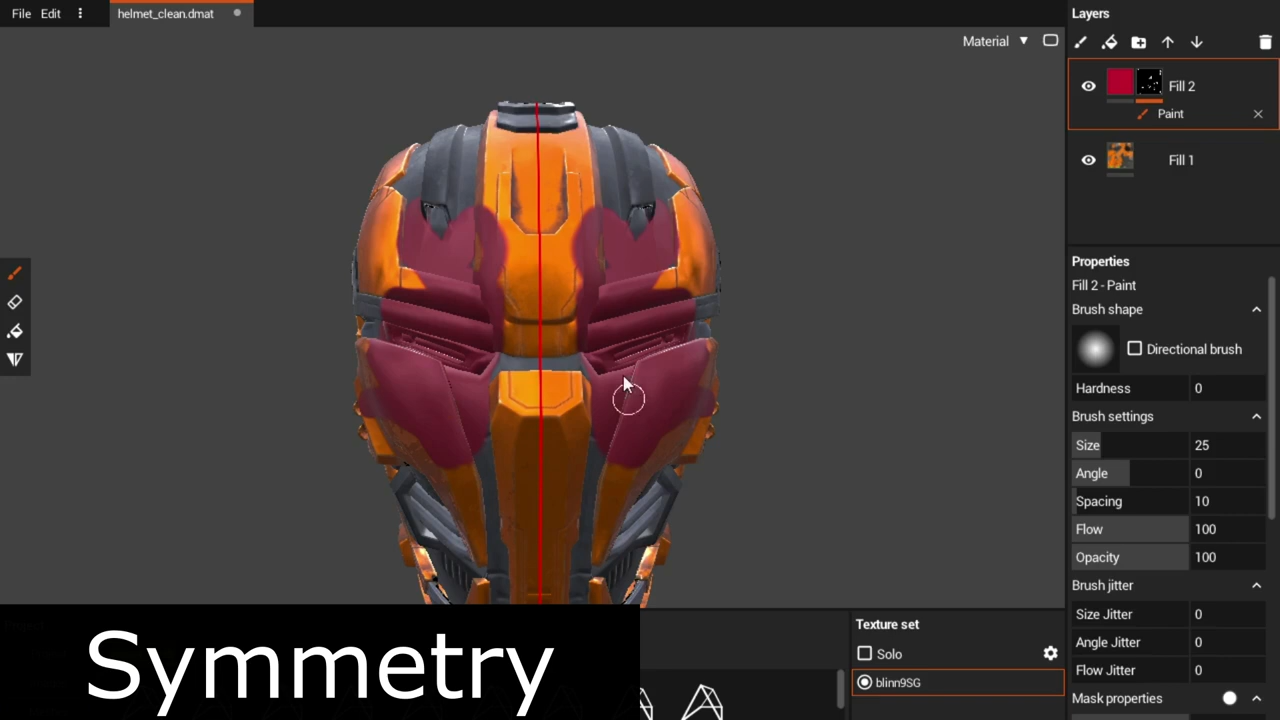 File Edit
helmet_clean.dmat
Material
Layers
Fill 2
Paint
Fill 1
Properties
Fill 2 - Paint
Brush shape
Directional brush
Hardness 0
Brush settings
Size 25
Angle 0
Spacing 10
Flow 100
Opacity 100
Brush jitter
Size Jitter 0
Angle Jitter 0
Flow Jitter 0
Mask properties
Texture set
Solo
blinn9SG
Symmetry